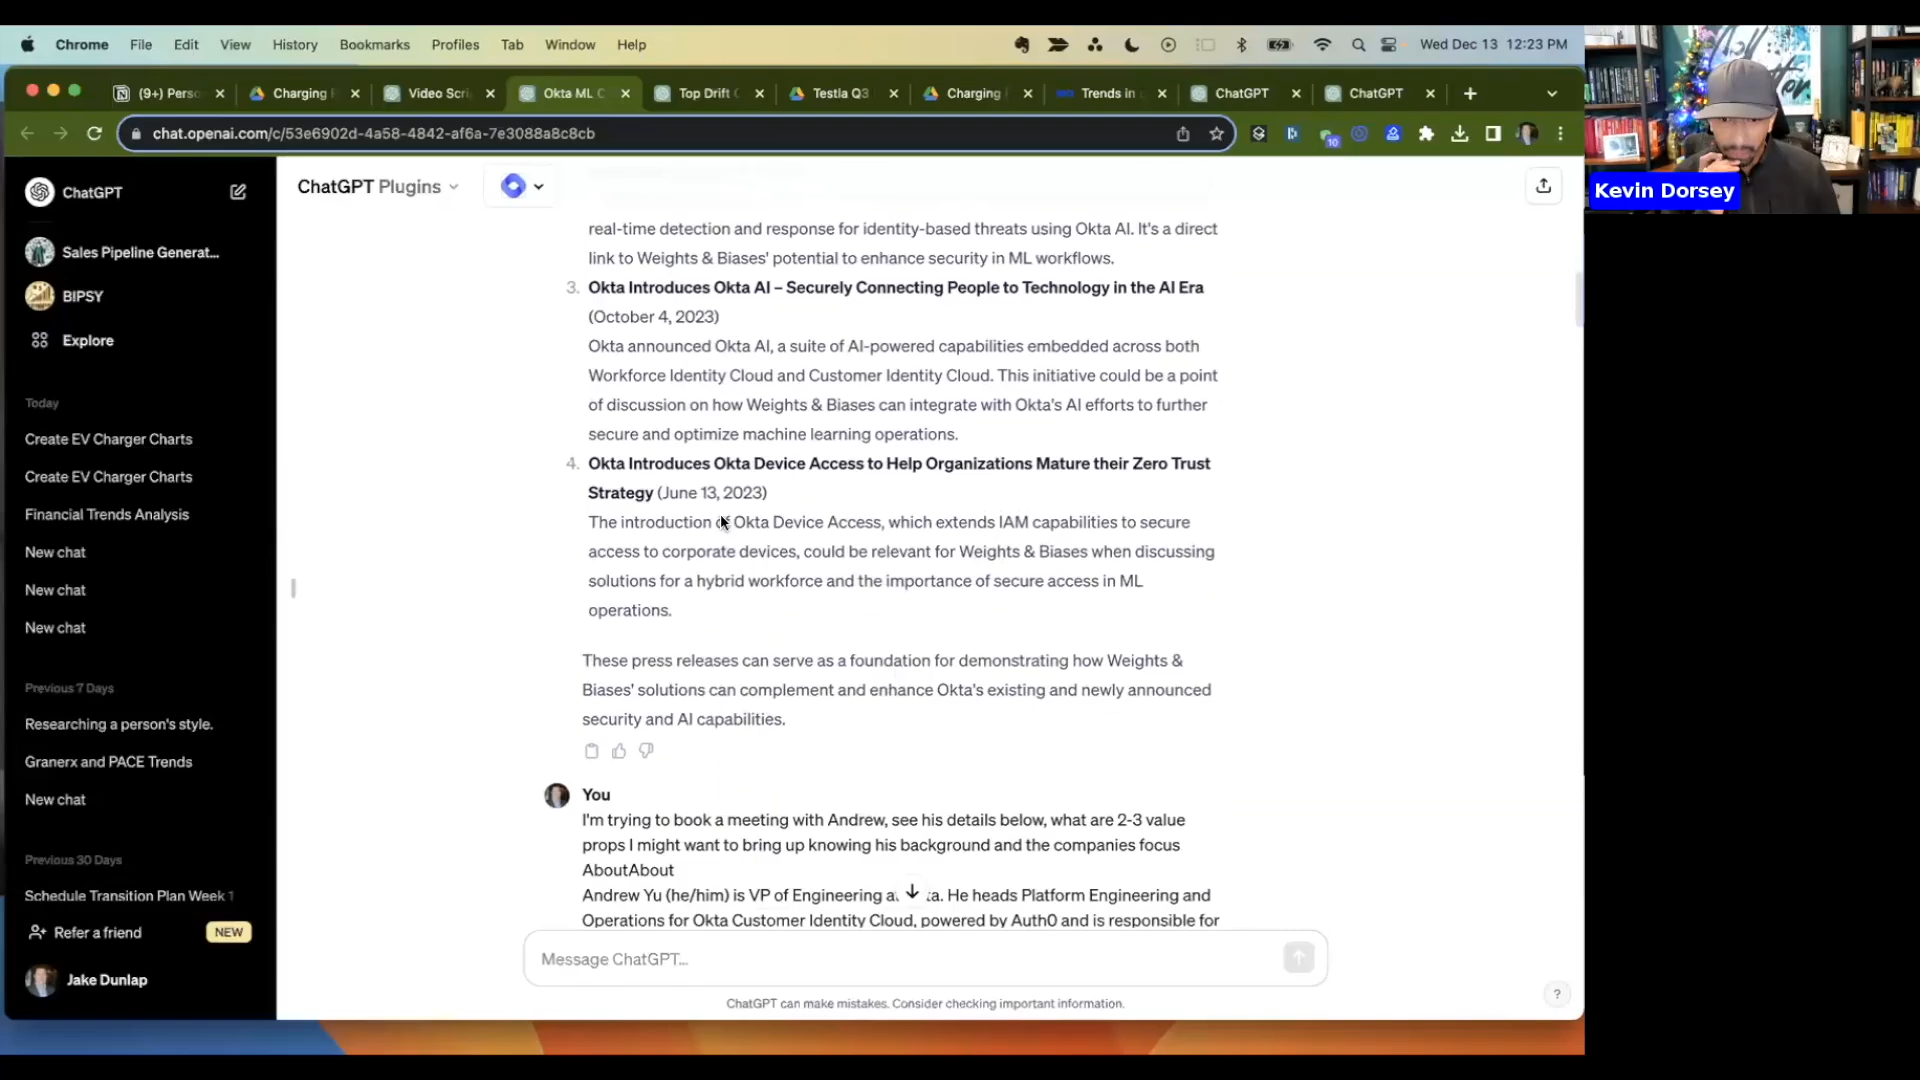 Chrome File Edit View History Bookmarks Profiles Tab Window Help Wed Dec 13 12:23 PM
(9+) Perso Charging Video Scri Okta ML C Top Drift Testla Q3 Charging Trends in ChatGPT ChatGPT
chat.openai.com/c/53e6902d-4a58-4842-af6a-7e3088a8c8cb
10
Kevin Dorsey
ChatGPT
Sales Pipeline Generat...
BIPSY
Explore
Today
Create EV Charger Charts
Create EV Charger Charts
Financial Trends Analysis
New chat
New chat
New chat
Previous 7 Days
Researching a person's style.
Granerx and PACE Trends
New chat
Previous 30 Days
Schedule Transition Plan Week 1
Refer a friend NEW
Jake Dunlap
ChatGPT Plugins
real-time detection and response for identity-based threats using Okta AI. It's a direct
link to Weights & Biases' potential to enhance security in ML workflows.
3. Okta Introduces Okta AI – Securely Connecting People to Technology in the AI Era
(October 4, 2023)
Okta announced Okta AI, a suite of AI-powered capabilities embedded across both
Workforce Identity Cloud and Customer Identity Cloud. This initiative could be a point
of discussion on how Weights & Biases can integrate with Okta's AI efforts to further
secure and optimize machine learning operations.
4. Okta Introduces Okta Device Access to Help Organizations Mature their Zero Trust
Strategy (June 13, 2023)
The introduction of Okta Device Access, which extends IAM capabilities to secure
access to corporate devices, could be relevant for Weights & Biases when discussing
solutions for a hybrid workforce and the importance of secure access in ML
operations.
These press releases can serve as a foundation for demonstrating how Weights &
Biases' solutions can complement and enhance Okta's existing and newly announced
security and AI capabilities.
You
I'm trying to book a meeting with Andrew, see his details below, what are 2-3 value
props I might want to bring up knowing his background and the companies focus
AboutAbout
Andrew Yu (he/him) is VP of Engineering a ta. He heads Platform Engineering and
Operations for Okta Customer Identity Cloud, powered by Auth0 and is responsible for
Message ChatGPT...
ChatGPT can make mistakes. Consider checking important information.
?